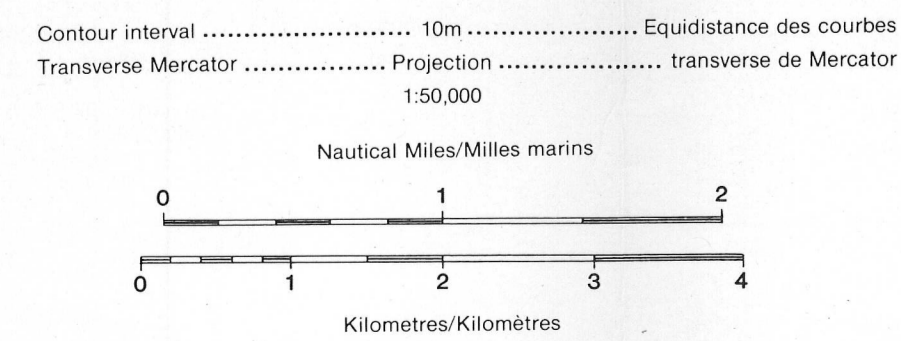 Contour interval ......................... 10m ..................... Equidistance des courbes
Transverse Mercator ................. Projection .................... transverse de Mercator
1:50,000
Nautical Miles/Milles marins
0 1 2
0 1 2 3 4
Kilometres/Kilomètres